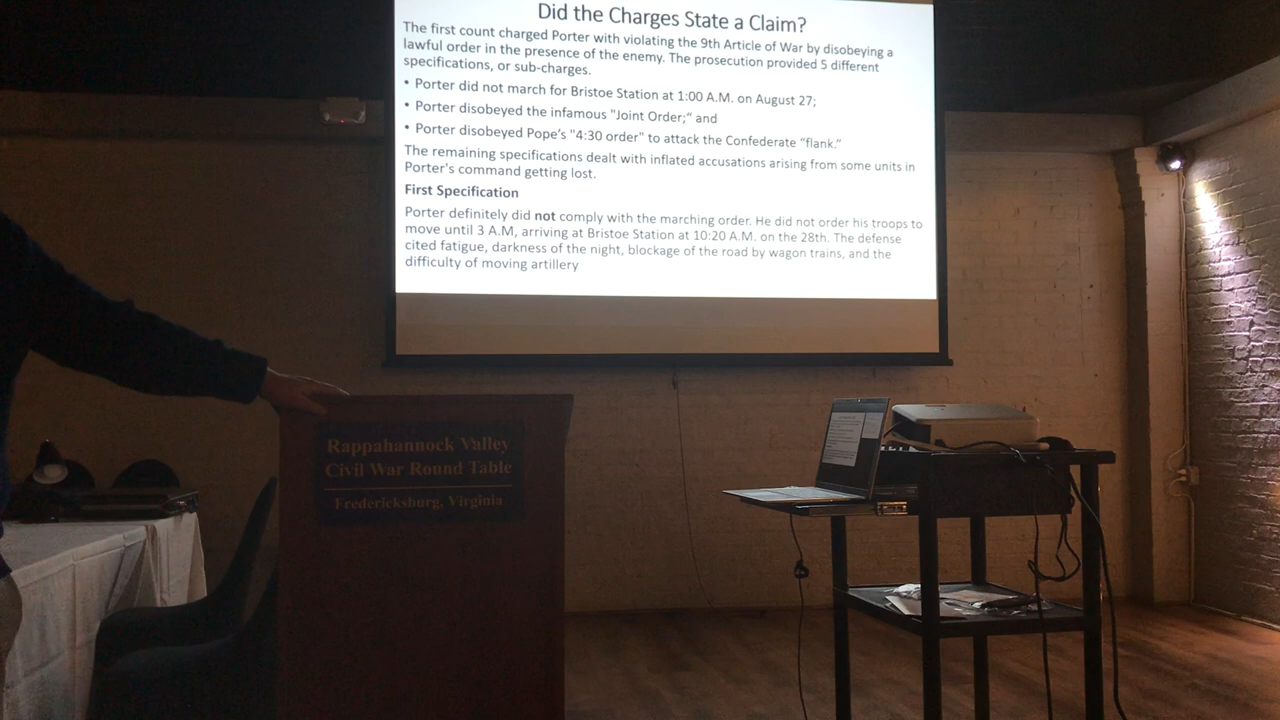 Did the Charges State a Claim?
The first count charged Porter with violating the 9th Article of War by disobeying a
lawful order in the presence of the enemy. The prosecution provided 5 different
specifications, or sub-charges.
• Porter did not march for Bristoe Station at 1:00 A.M. on August 27;
• Porter disobeyed the infamous "Joint Order;“ and
• Porter disobeyed Pope’s "4:30 order" to attack the Confederate “flank.”
The remaining specifications dealt with inflated accusations arising from some units in
Porter's command getting lost.
First Specification
Porter definitely did not comply with the marching order. He did not order his troops to
move until 3 A.M, arriving at Bristoe Station at 10:20 A.M. on the 28th. The defense
cited fatigue, darkness of the night, blockage of the road by wagon trains, and the
difficulty of moving artillery
Rappahannock Valley
Civil War Round Table
Fredericksburg, Virginia